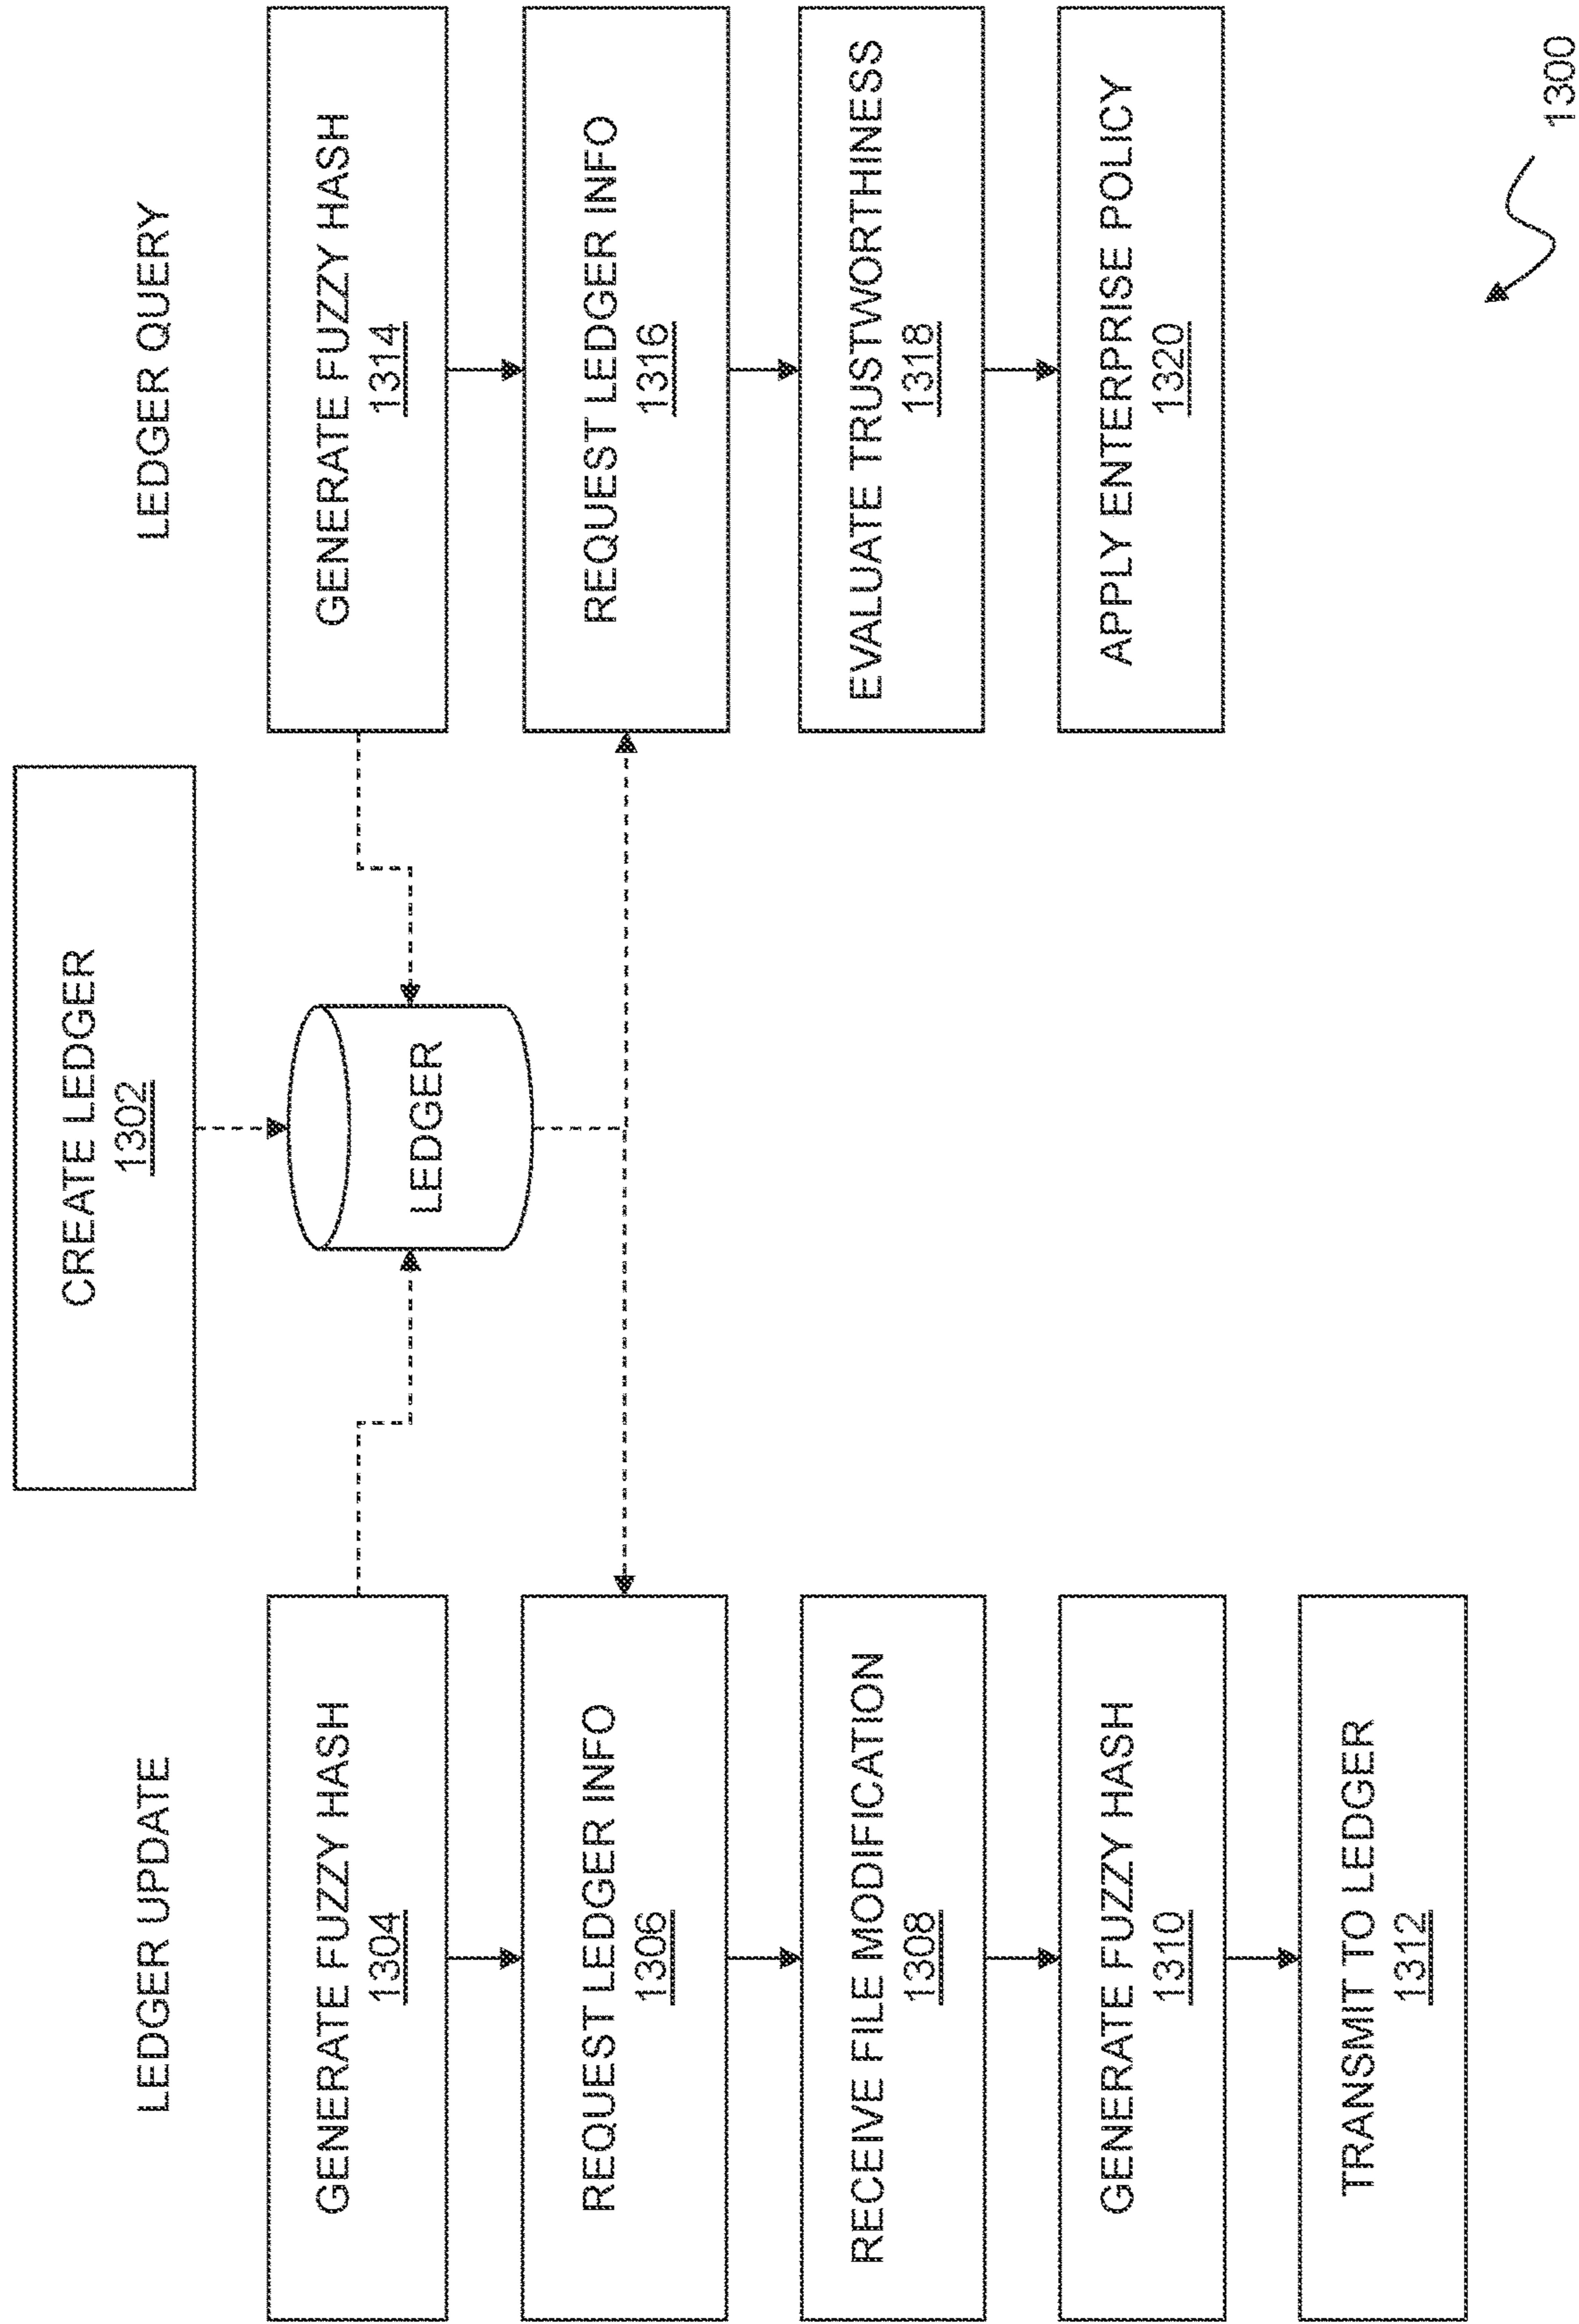 CREATE LEDGER
1302
LEDGER UPDATE
GENERATE FUZZY HASH
1304
REQUEST LEDGER INFO
1306
RECEIVE FILE MODIFICATION
1308
GENERATE FUZZY HASH
1310
TRANSMIT TO LEDGER
1312
LEDGER
LEDGER QUERY
GENERATE FUZZY HASH
1314
REQUEST LEDGER INFO
1316
EVALUATE TRUSTWORTHINESS
1318
APPLY ENTERPRISE POLICY
1320
1300